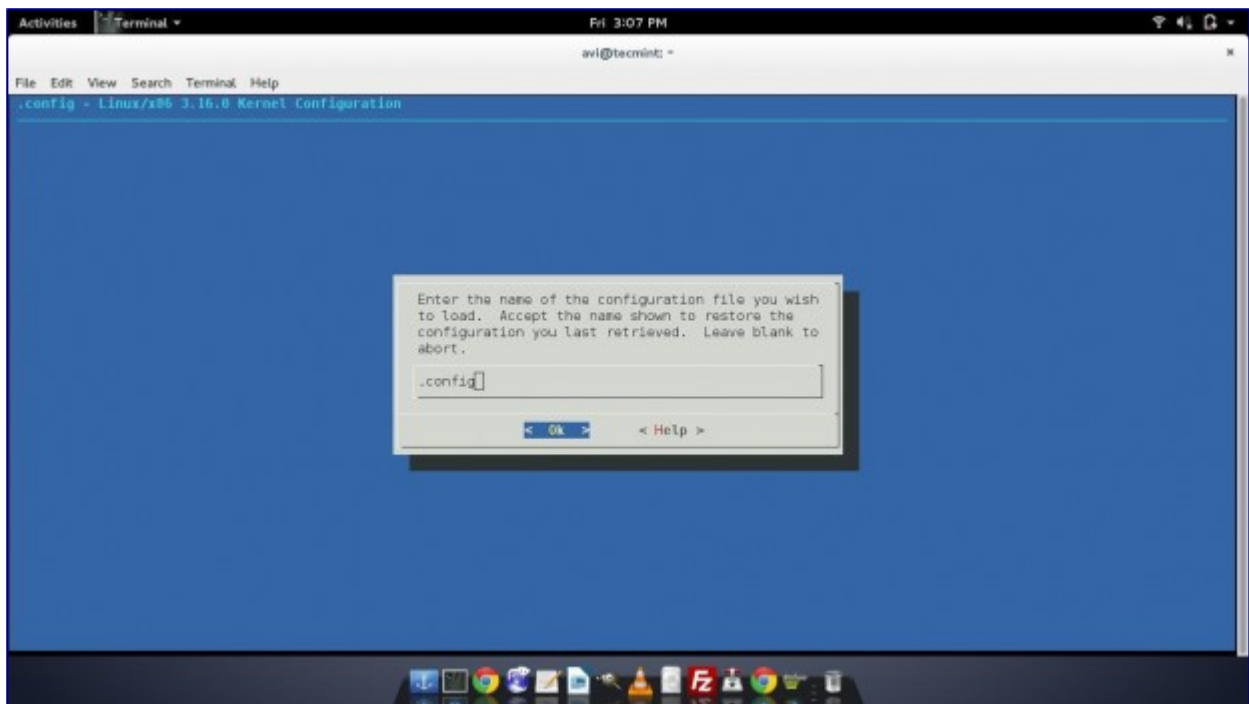 Activities Terminal Fri 3:07 PM
avi@tecmint: ~
File Edit View Search Terminal Help
.config - Linux/x86 3.16.0 Kernel Configuration
Enter the name of the configuration file you wish
to load. Accept the name shown to restore the
configuration you last retrieved. Leave blank to
abort.
.config
< Ok > < Help >
Fz